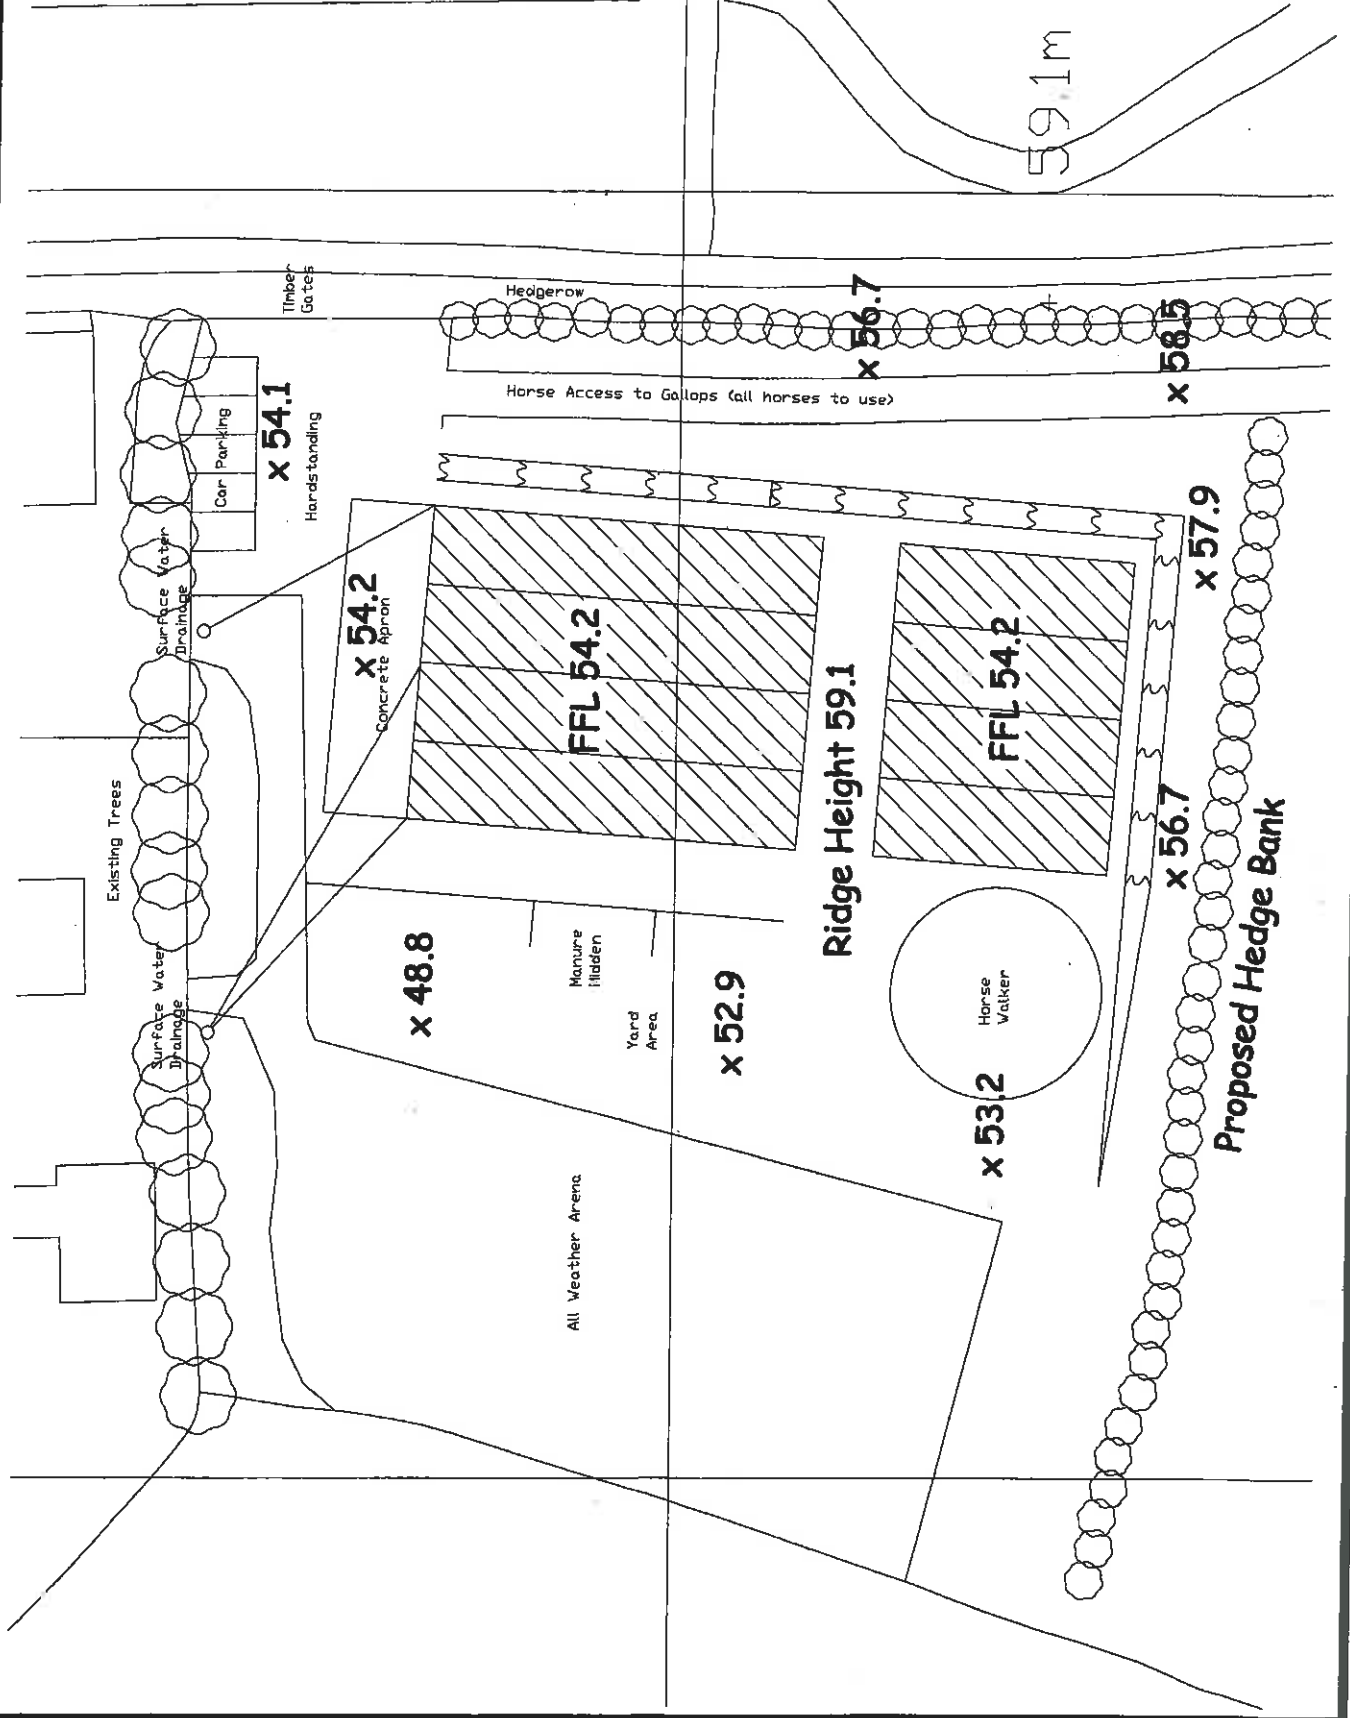 59.1m
Timber
Gates
Hedgerow
x 56.7
x 58.5
Horse Access to Gallops (all horses to use)
Car Parking
x 54.1
Hardstanding
x 57.9
Surface Water
Drainage
x 54.2
Concrete Apron
FFL 54.2
FFL 54.2
Ridge Height 59.1
x 56.7
Proposed Hedge Bank
Existing Trees
x 48.8
Manure
Midden
Yard
Area
x 52.9
Horse
Walker
x 53.2
Surface Water
Drainage
All Weather Arena